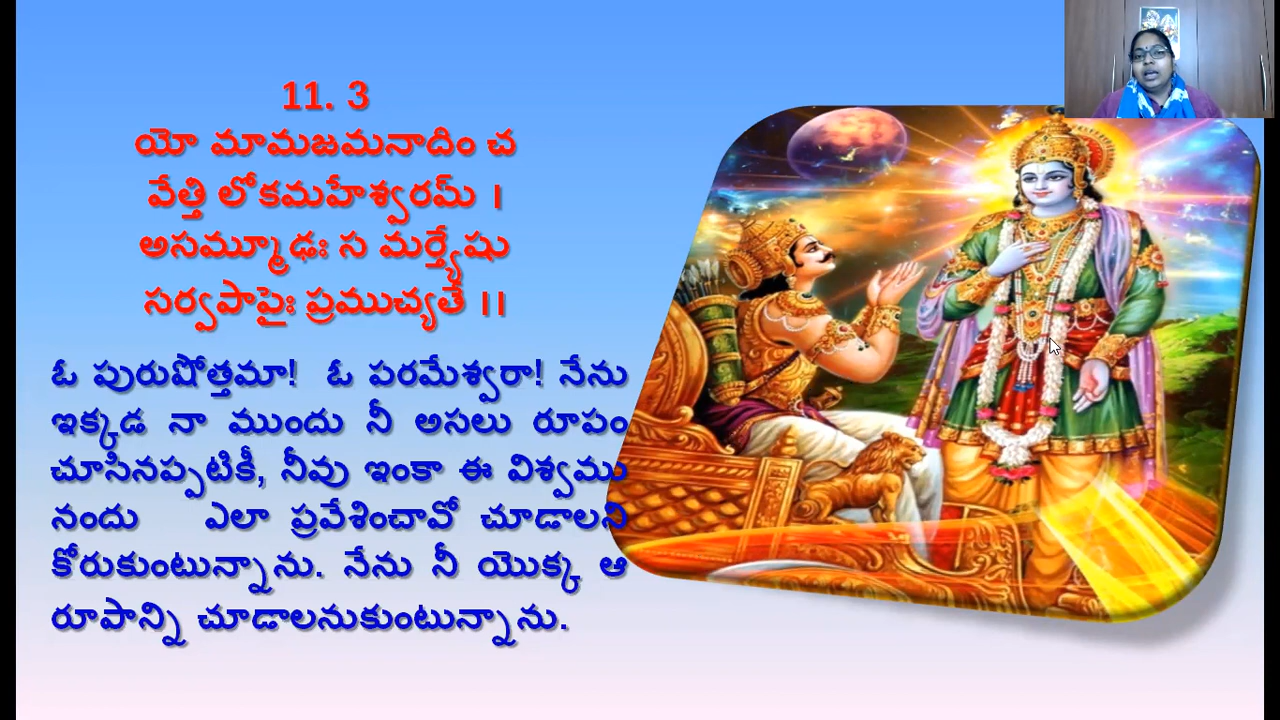 11. 3
యో మామజమనాదిం చ
వేత్తి లోకమహేశ్వరమ్ ।
అసమ్మూఢః స మర్త్యేషు
సర్వపాపైః ప్రముచ్యతే ।।
ఓ పురుషోత్తమా! ఓ పరమేశ్వరా! నేను
ఇక్కడ నా ముందు నీ అసలు రూపం
చూసినప్పటికీ, నీవు ఇంకా ఈ విశ్వము
నందు ఎలా ప్రవేశించావో చూడాలని
కోరుకుంటున్నాను. నేను నీ యొక్క ఆ
రూపాన్ని చూడాలనుకుంటున్నాను.